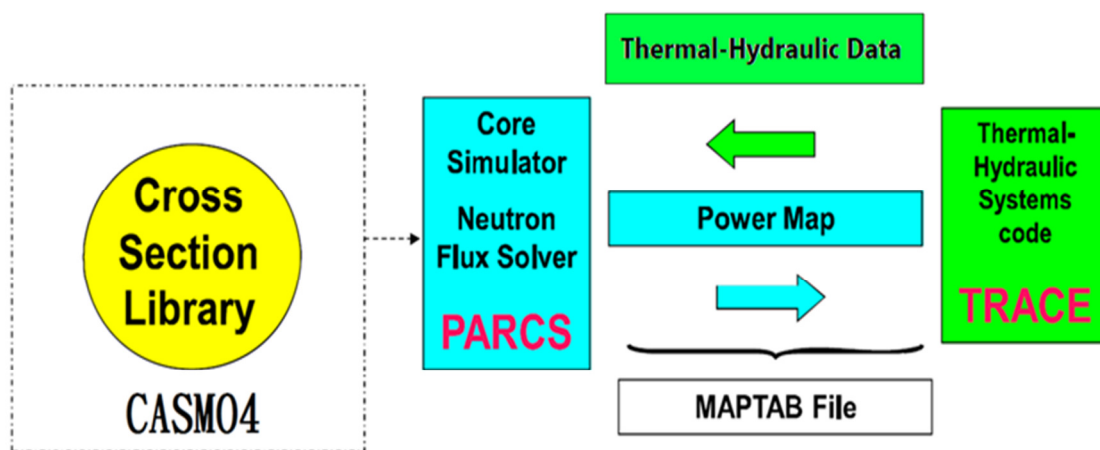 Cross
Section
Library
CASMO4
Core
Simulator
Neutron
Flux Solver
PARCS
Thermal-Hydraulic Data
Power Map
MAPTAB File
Thermal-
Hydraulic
Systems
code
TRACE